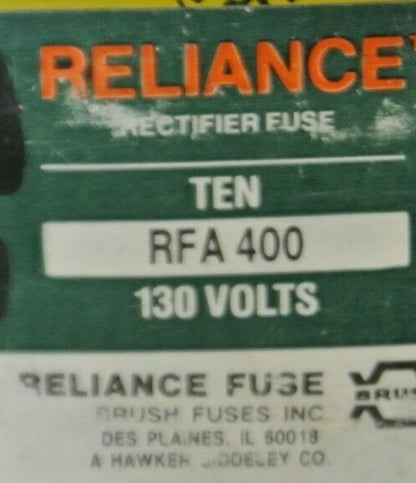 RELIANCE
RECTIFIER FUSE
TEN
RFA 400
130 VOLTS
RELIANCE FUSE
BRUSH
BRUSH FUSES INC
DES PLAINES, IL 60018
A HAWKER SIDDELEY CO.